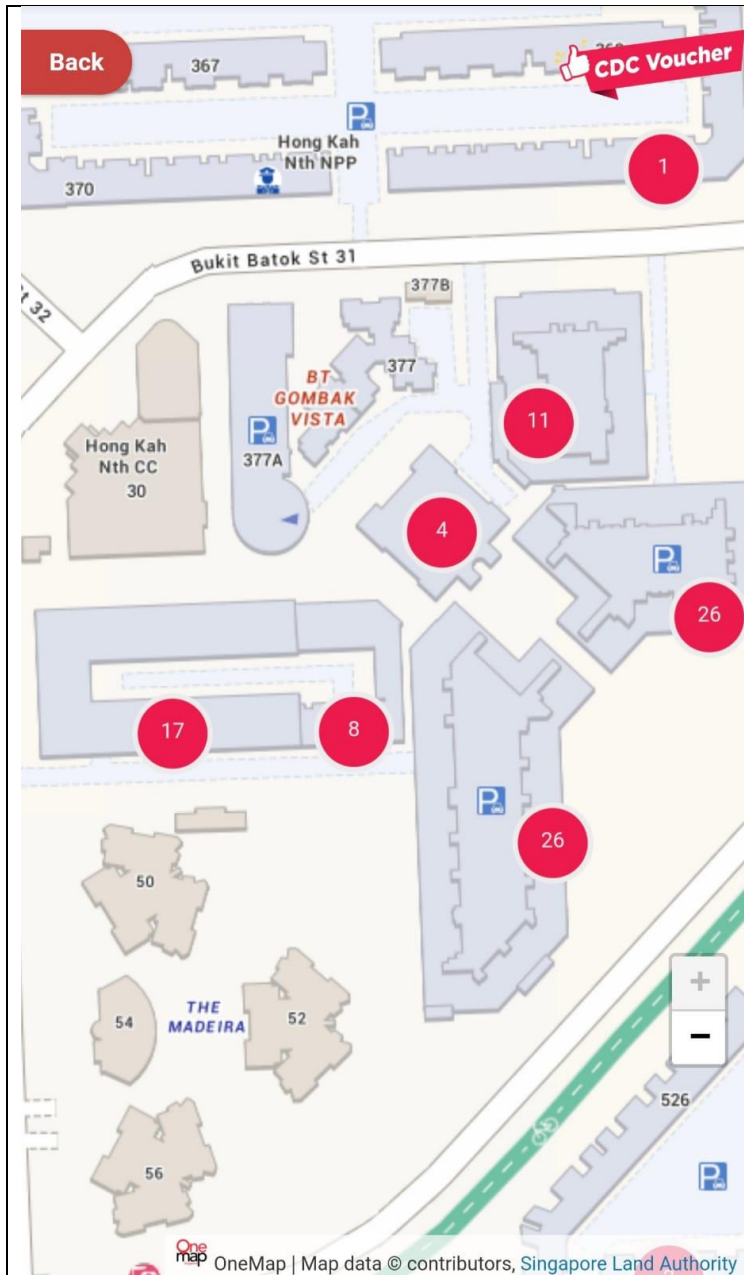 Back
367
CDC Voucher
Hong Kah
Nth NPP
1
370
Bukit Batok St 31
St 32
377B
377
BT
GOMBAK
VISTA
11
Hong Kah
Nth CC
30
377A
4
26
17
8
26
50
THE
MADEIRA
54
52
+
−
526
56
One
map
OneMap | Map data © contributors, Singapore Land Authority